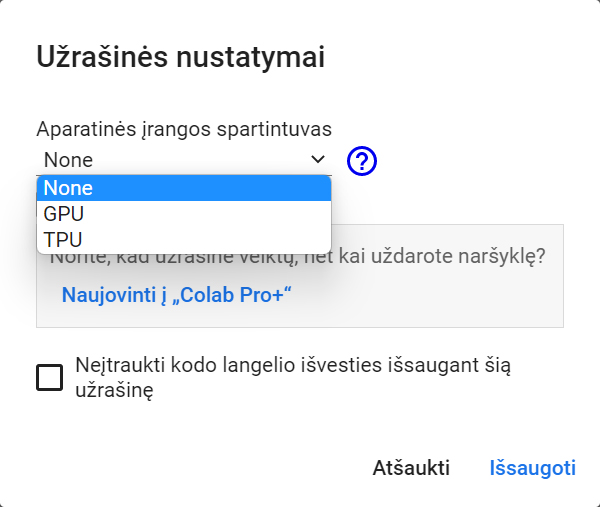 Užrašinės nustatymai
Aparatinės įrangos spartintuvas
None
None
GPU
TPU
Norite, kad užrašinė veiktų, net kai uždarote naršyklę?
Naujovinti į „Colab Pro+“
Neįtraukti kodo langelio išvesties išsaugant šią
užrašinę
Atšaukti
Išsaugoti